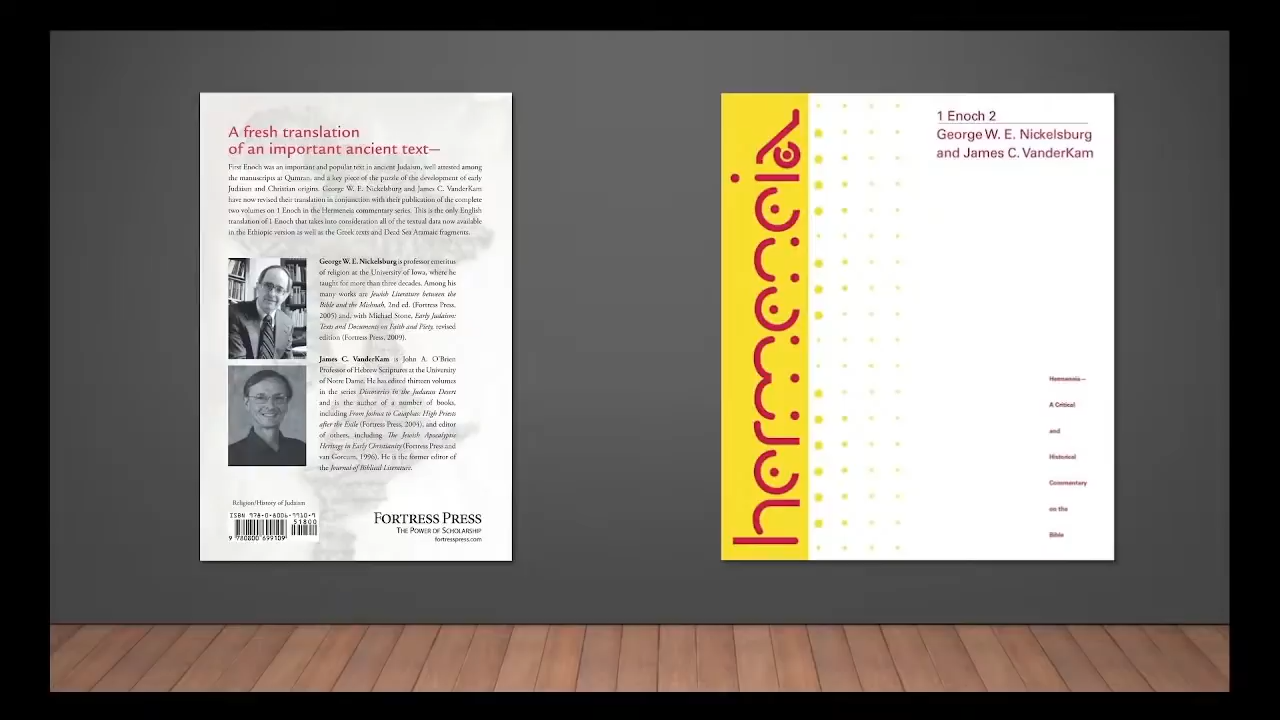 A fresh translation
of an important ancient text—
First Enoch was an important and popular text in ancient Judaism, well attested among
the manuscripts at Qumran, and a key piece of the puzzle of the development of early
Judaism and Christian origins. George W. E. Nickelsburg and James C. VanderKam
have now revised their translation in conjunction with their publication of the complete
two volumes on 1 Enoch in the Hermeneia commentary series. This is the only English
translation of 1 Enoch that takes into consideration all of the textual data now available
in the Ethiopic version as well as the Greek texts and Dead Sea Aramaic fragments.
George W. E. Nickelsburg is professor emeritus
of religion at the University of Iowa, where he
taught for more than three decades. Among his
many works are Jewish Literature between the
Bible and the Mishnah, 2nd ed. (Fortress Press,
2005) and, with Michael Stone, Early Judaism:
Texts and Documents on Faith and Piety, revised
edition (Fortress Press, 2009).
James C. VanderKam is John A. O'Brien
Professor of Hebrew Scriptures at the University
of Notre Dame. He has edited thirteen volumes
in the series Discoveries in the Judaean Desert
and is the author of a number of books,
including From Joshua to Caiaphas: High Priests
after the Exile (Fortress Press, 2004), and editor
of others, including The Jewish Apocalyptic
Heritage in Early Christianity (Fortress Press and
van Gorcum, 1996). He is the former editor of
the Journal of Biblical Literature.
Religion/History of Judaism
ISBN 978-0-8006-9910-9
51800
9 780800 699109
FORTRESS PRESS
THE POWER OF SCHOLARSHIP
fortresspress.com
hermeneia
1 Enoch 2
George W. E. Nickelsburg
and James C. VanderKam
Hermeneia—
A Critical
and
Historical
Commentary
on the
Bible